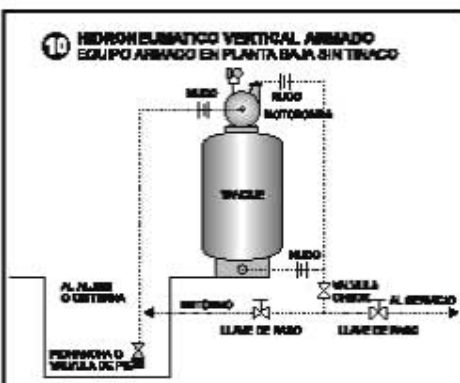 10 HIDRONEUMATICO VERTICAL ARMADO
EQUIPO ARMADO EN PLANTA BAJA SIN TINACO
NUDO
NUDO
MOTOBOMBA
TANQUE
NUDO
AL ALJIBE
O CISTERNA
VALVULA
CHECK
RETORNO
AL SERVICIO
LLAVE DE PASO
LLAVE DE PASO
PICHANCHA O
VALVULA DE PIE